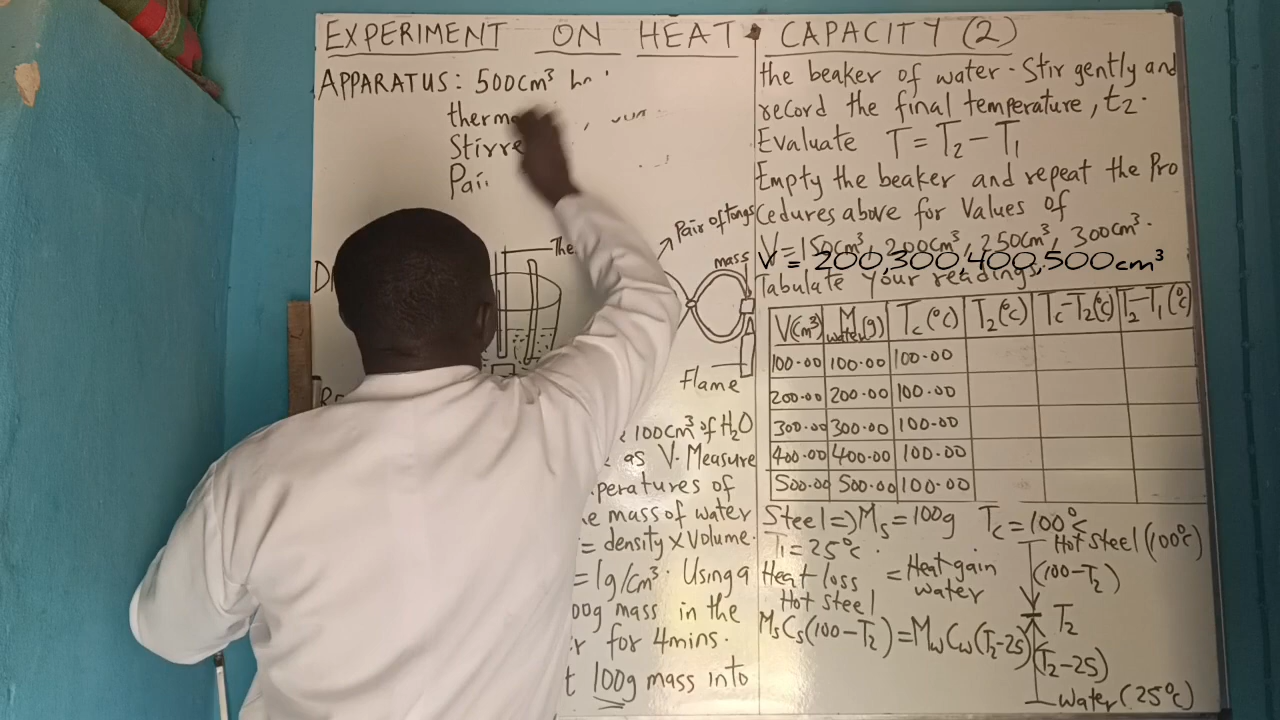 EXPERIMENT ON HEAT CAPACITY (2)
APPARATUS: 500cm³
Stirre
Pair of tongs
mass
Flame
100cm³ of H₂O
as V. Measure
peratures of
mass of water
= density x Volume.
= 1g/cm³. Using a
00g mass in the
r for 4mins.
t 100g mass into
the beaker of water. Stir gently and
record the final temperature, t₂.
Evaluate T = T₂ - T₁
Empty the beaker and repeat the Pro
cedures above for Values of
V = 150cm³, 200cm³, 250cm³, 300cm³.
V = 200,300,400,500cm³
Tabulate your readings.
V(cm³) Mwater(g) Tc(°C) T₂(°C) Tc-T₂(°C) T₂-T₁(°C)
100.00 100.00 100.00
200.00 200.00 100.00
300.00 300.00 100.00
400.00 400.00 100.00
500.00 500.00 100.00
Steel => Ms = 100g Tc = 100°C
T₁ = 25°C.
Heat loss = Heat gain
Hot steel water
MsCs(100-T₂) = MwCw(T₂-25)
Hot steel (100°C)
(100-T₂)
T₂
(T₂-25)
water (25°C)